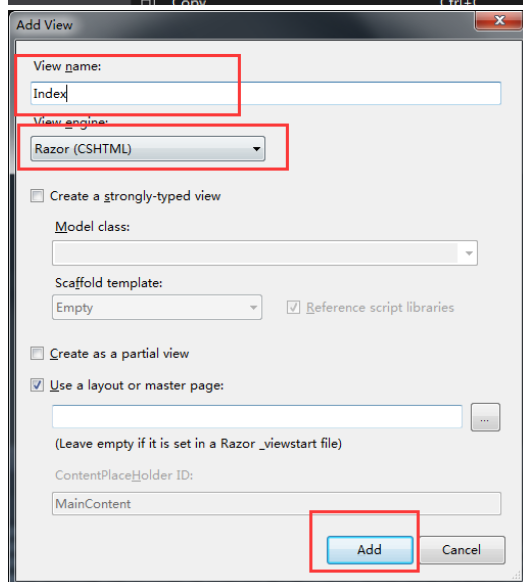 Copy Ctrl+C
Add View
View name:
Index
View engine:
Razor (CSHTML)
Create a strongly-typed view
Model class:
Scaffold template:
Empty
Reference script libraries
Create as a partial view
Use a layout or master page:
...
(Leave empty if it is set in a Razor _viewstart file)
ContentPlaceHolder ID:
MainContent
Add Cancel